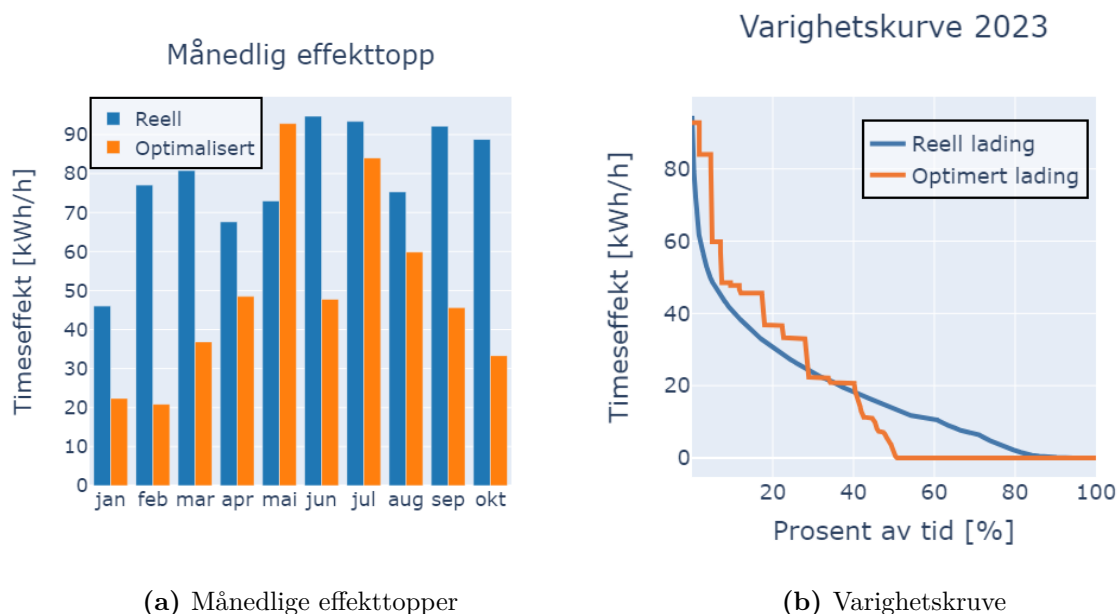 Månedlig effekttopp
Timeseffekt [kWh/h]
Reell
Optimalisert
90
80
70
60
50
40
30
20
10
0
jan feb mar apr mai jun jul aug sep okt
(a) Månedlige effekttopper
Varighetskurve 2023
Timeseffekt [kWh/h]
Reell lading
Optimert lading
80
60
40
20
0
20 40 60 80 100
Prosent av tid [%]
(b) Varighetskruve